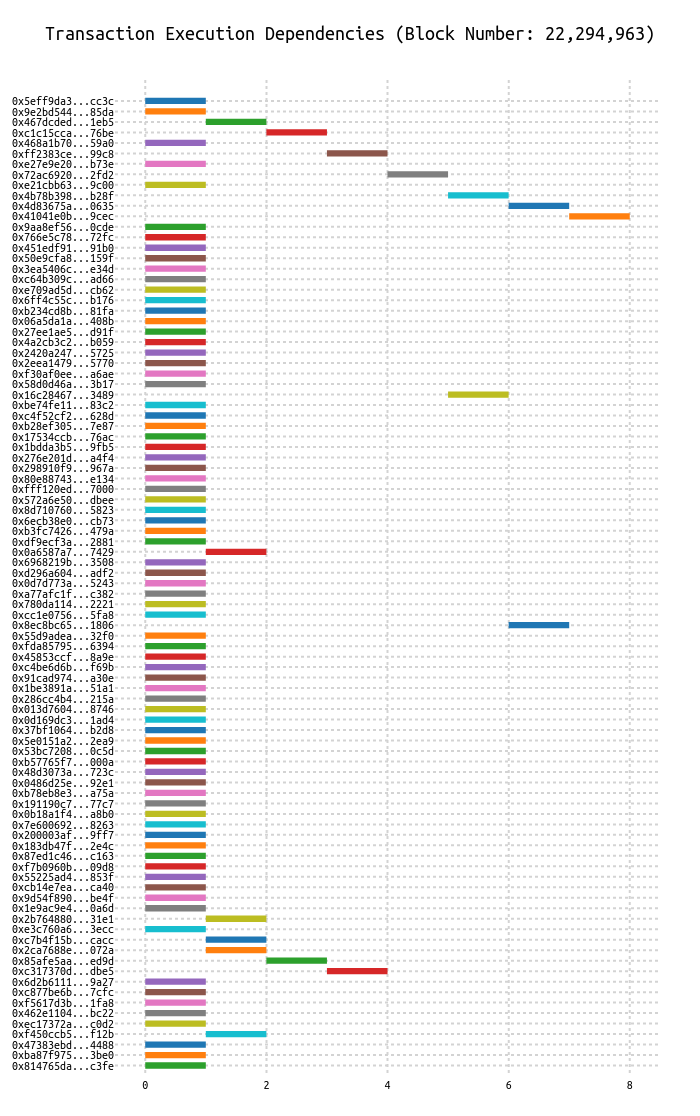 Transaction Execution Dependencies (Block Number: 22,294,963)
0x5eff9da3...cc3c
0x9e2bd544...85da
0x467dcded...1eb5
0xc1c15cca...76be
0x468a1b70...59a0
0xff2383ce...99c8
0xe27e9e20...b73e
0x72ac6920...2fd2
0xe21cbb63...9c00
0x4b78b398...b28f
0x4d83675a...0635
0x41041e0b...9cec
0x9aa8ef56...0cde
0x766e5c78...72fc
0x451edf91...91b0
0x50e9cfa8...159f
0x3ea5406c...e34d
0xc64b309c...ad66
0xe709ad5d...cb62
0x6ff4c55c...b176
0xb234cd8b...81fa
0x06a5da1a...408b
0x27ee1ae5...d91f
0x4a2cb3c2...b059
0x2420a247...5725
0x2eea1479...5770
0xf30af0ee...a6ae
0x58d0d46a...3b17
0x16c28467...3489
0xbe74fe11...83c2
0xc4f52cf2...628d
0xb28ef305...7e87
0x17534ccb...76ac
0x1bdda3b5...9fb5
0x276e201d...a4f4
0x298910f9...967a
0x80e88743...e134
0xfff120ed...7000
0x572a6e50...dbee
0x8d710760...5823
0x6ecb38e0...cb73
0xb3fc7426...479a
0xdf9ecf3a...2881
0x0a6587a7...7429
0x6968219b...3508
0xd296a604...adf2
0x0d7d773a...5243
0xa77afc1f...c382
0x780da114...2221
0xcc1e0756...5fa8
0x8ec8bc65...1806
0x55d9adea...32f0
0xfda85795...6394
0x45853ccf...8a9e
0xc4be6d6b...f69b
0x91cad974...a30e
0x1be3891a...51a1
0x286cc4b4...215a
0x013d7604...8746
0x0d169dc3...1ad4
0x37bf1064...b2d8
0x5e0151a2...2ea9
0x53bc7208...0c5d
0xb57765f7...000a
0x48d3073a...723c
0x0486d25e...92e1
0xb78eb8e3...a75a
0x191190c7...77c7
0x0b18a1f4...a8b0
0x7e600692...8263
0x200003af...9ff7
0x183db47f...2e4c
0x87ed1c46...c163
0xf7b0960b...09d8
0x55225ad4...853f
0xcb14e7ea...ca40
0x9d54f890...be4f
0x1e9ac9e4...0a6d
0x2b764880...31e1
0xe3c760a6...3ecc
0xc7b4f15b...cacc
0x2ca7688e...072a
0x85afe5aa...ed9d
0xc317370d...dbe5
0x6d2b6111...9a27
0xc877be6b...7cfc
0xf5617d3b...1fa8
0x462e1104...bc22
0xec17372a...c0d2
0xf450ccb5...f12b
0x47383ebd...4488
0xba87f975...3be0
0x814765da...c3fe
0 2 4 6 8